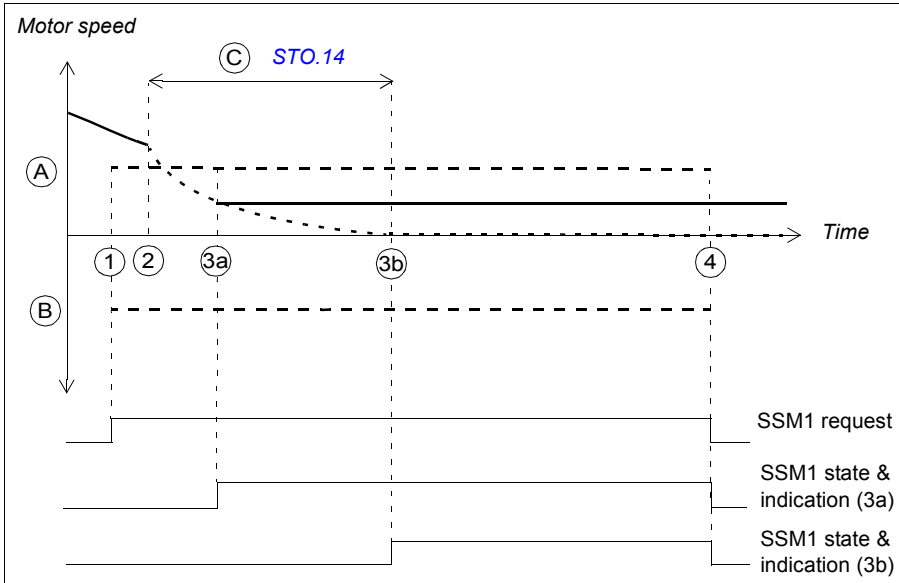 Motor speed
C STO.14
A
Time
1 2 3a 3b 4
B
SSM1 request
SSM1 state &
indication (3a)
SSM1 state &
indication (3b)